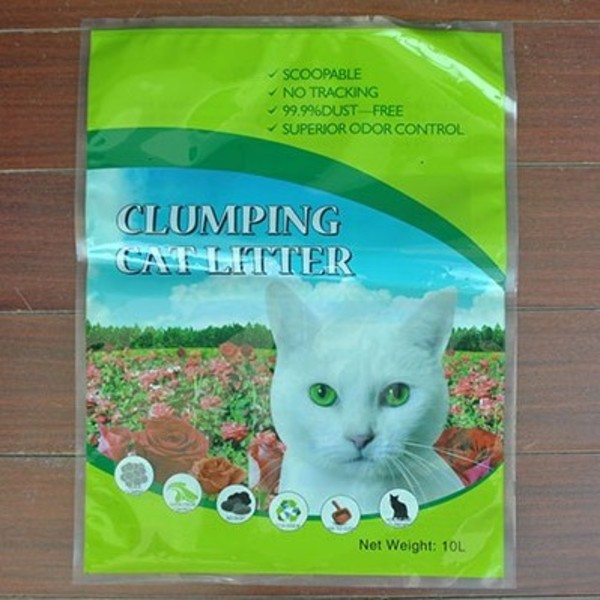 ✓ SCOOPABLE
✓ NO TRACKING
✓ 99.9%DUST—FREE
✓ SUPERIOR ODOR CONTROL
CLUMPING
CAT LITTER
Net Weight: 10L